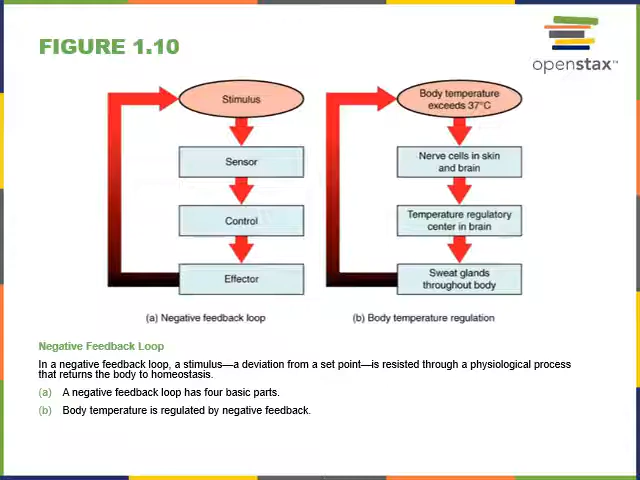 FIGURE 1.10
openstax™
Stimulus
Sensor
Control
Effector
(a) Negative feedback loop
Body temperature
exceeds 37°C
Nerve cells in skin
and brain
Temperature regulatory
center in brain
Sweat glands
throughout body
(b) Body temperature regulation
Negative Feedback Loop
In a negative feedback loop, a stimulus—a deviation from a set point—is resisted through a physiological process
that returns the body to homeostasis.
(a) A negative feedback loop has four basic parts.
(b) Body temperature is regulated by negative feedback.